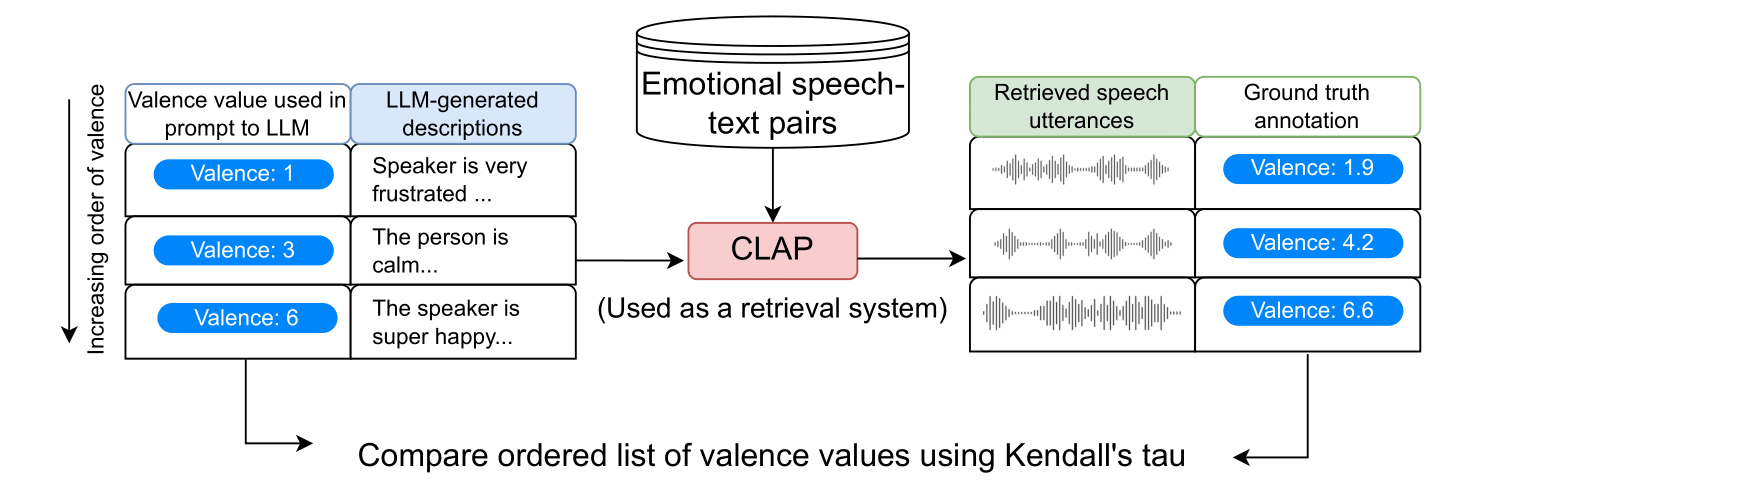 Increasing order of valence
Valence value used in
prompt to LLM
LLM-generated
descriptions
Valence: 1
Speaker is very
frustrated ...
Valence: 3
The person is
calm...
Valence: 6
The speaker is
super happy...
Emotional speech-
text pairs
CLAP
(Used as a retrieval system)
Retrieved speech
utterances
Ground truth
annotation
Valence: 1.9
Valence: 4.2
Valence: 6.6
Compare ordered list of valence values using Kendall's tau